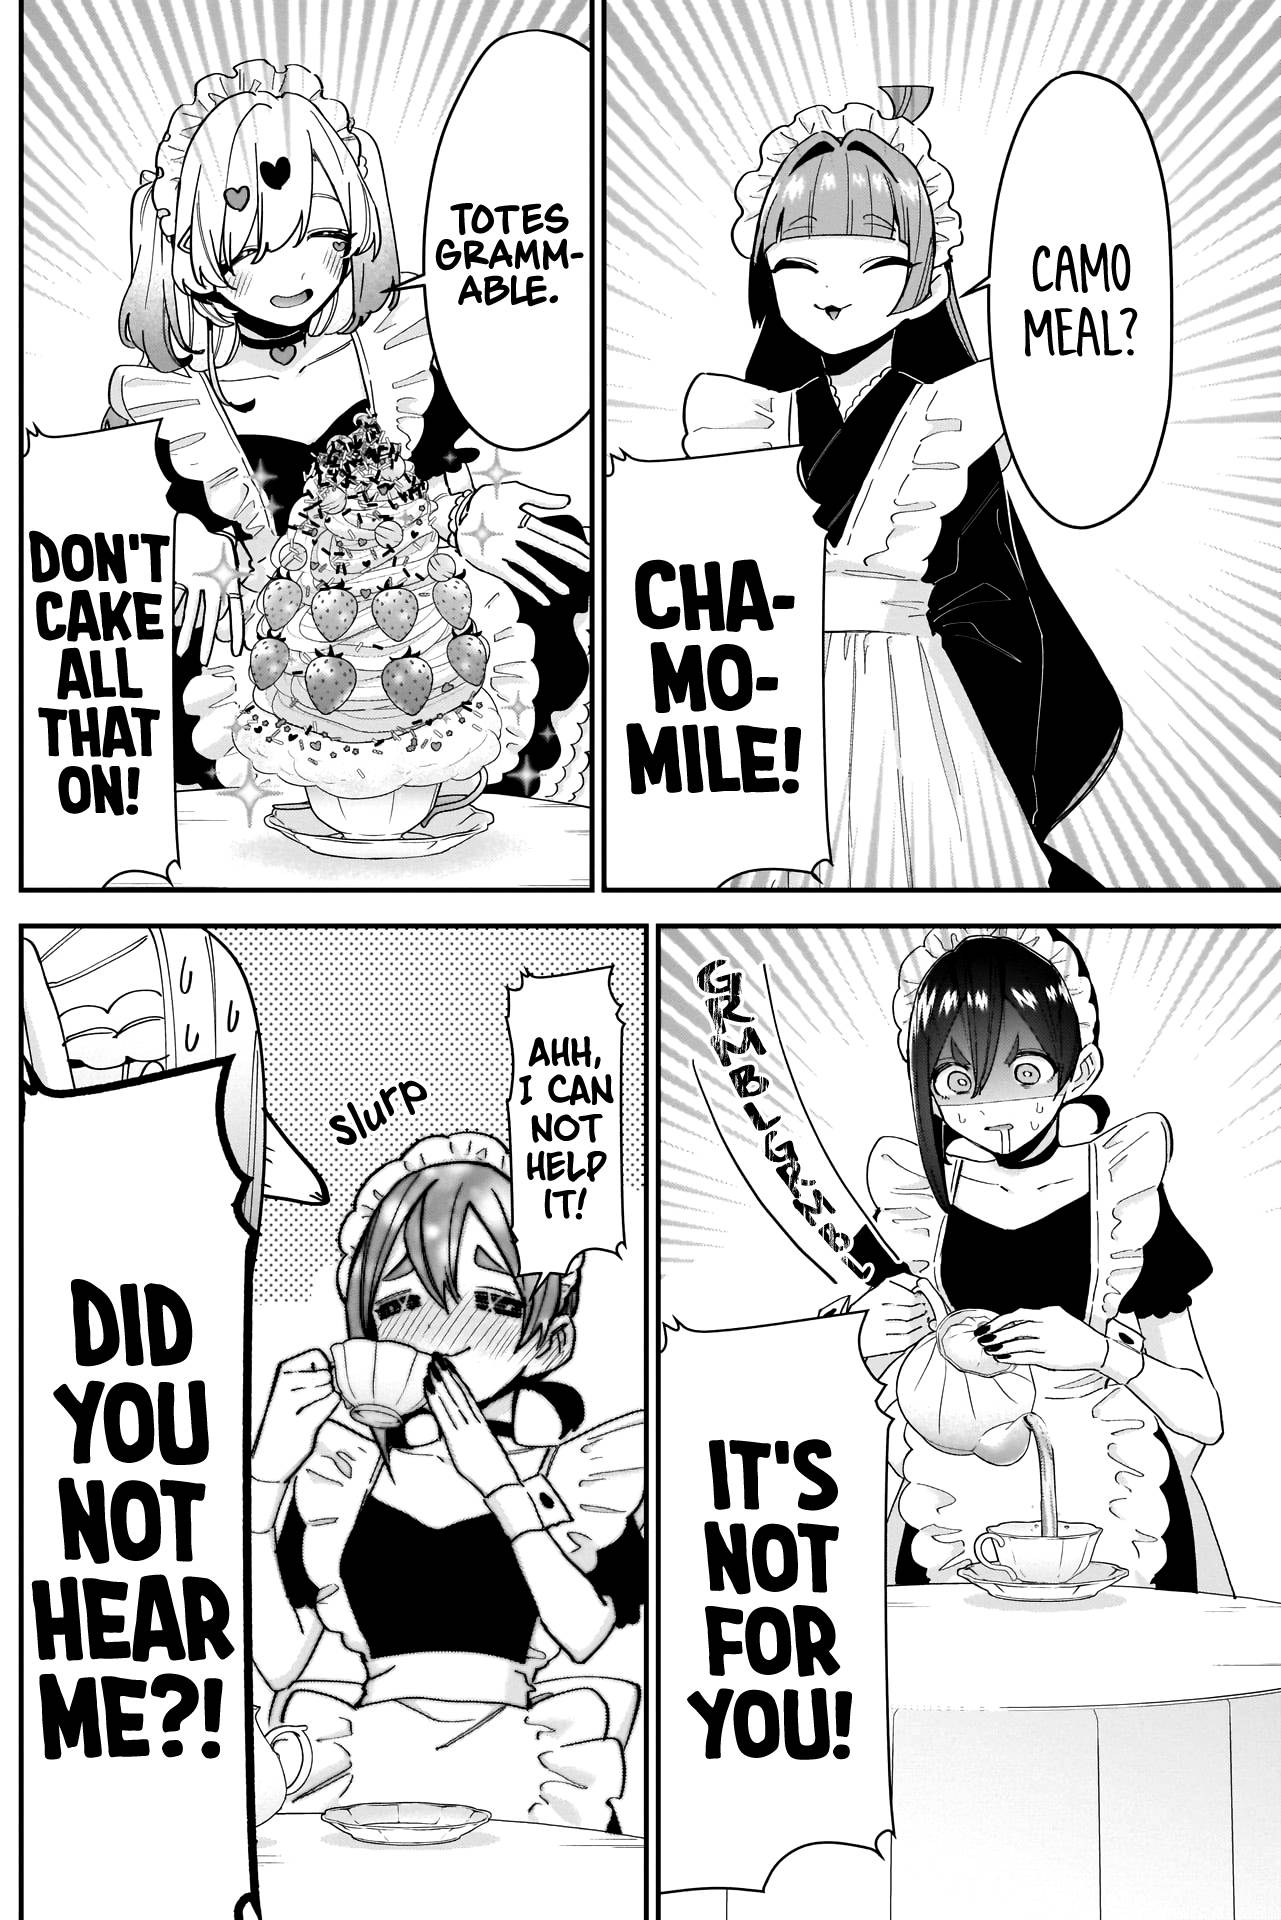 CAMO
MEAL?
CHA-
MO-
MILE!
TOTES
GRAMM-
ABLE.
DON'T
CAKE
ALL
THAT
ON!
GRMBLGRMBL
IT'S
NOT
FOR
YOU!
AHH,
I CAN
NOT
HELP
IT!
slurp
DID
YOU
NOT
HEAR
ME?!